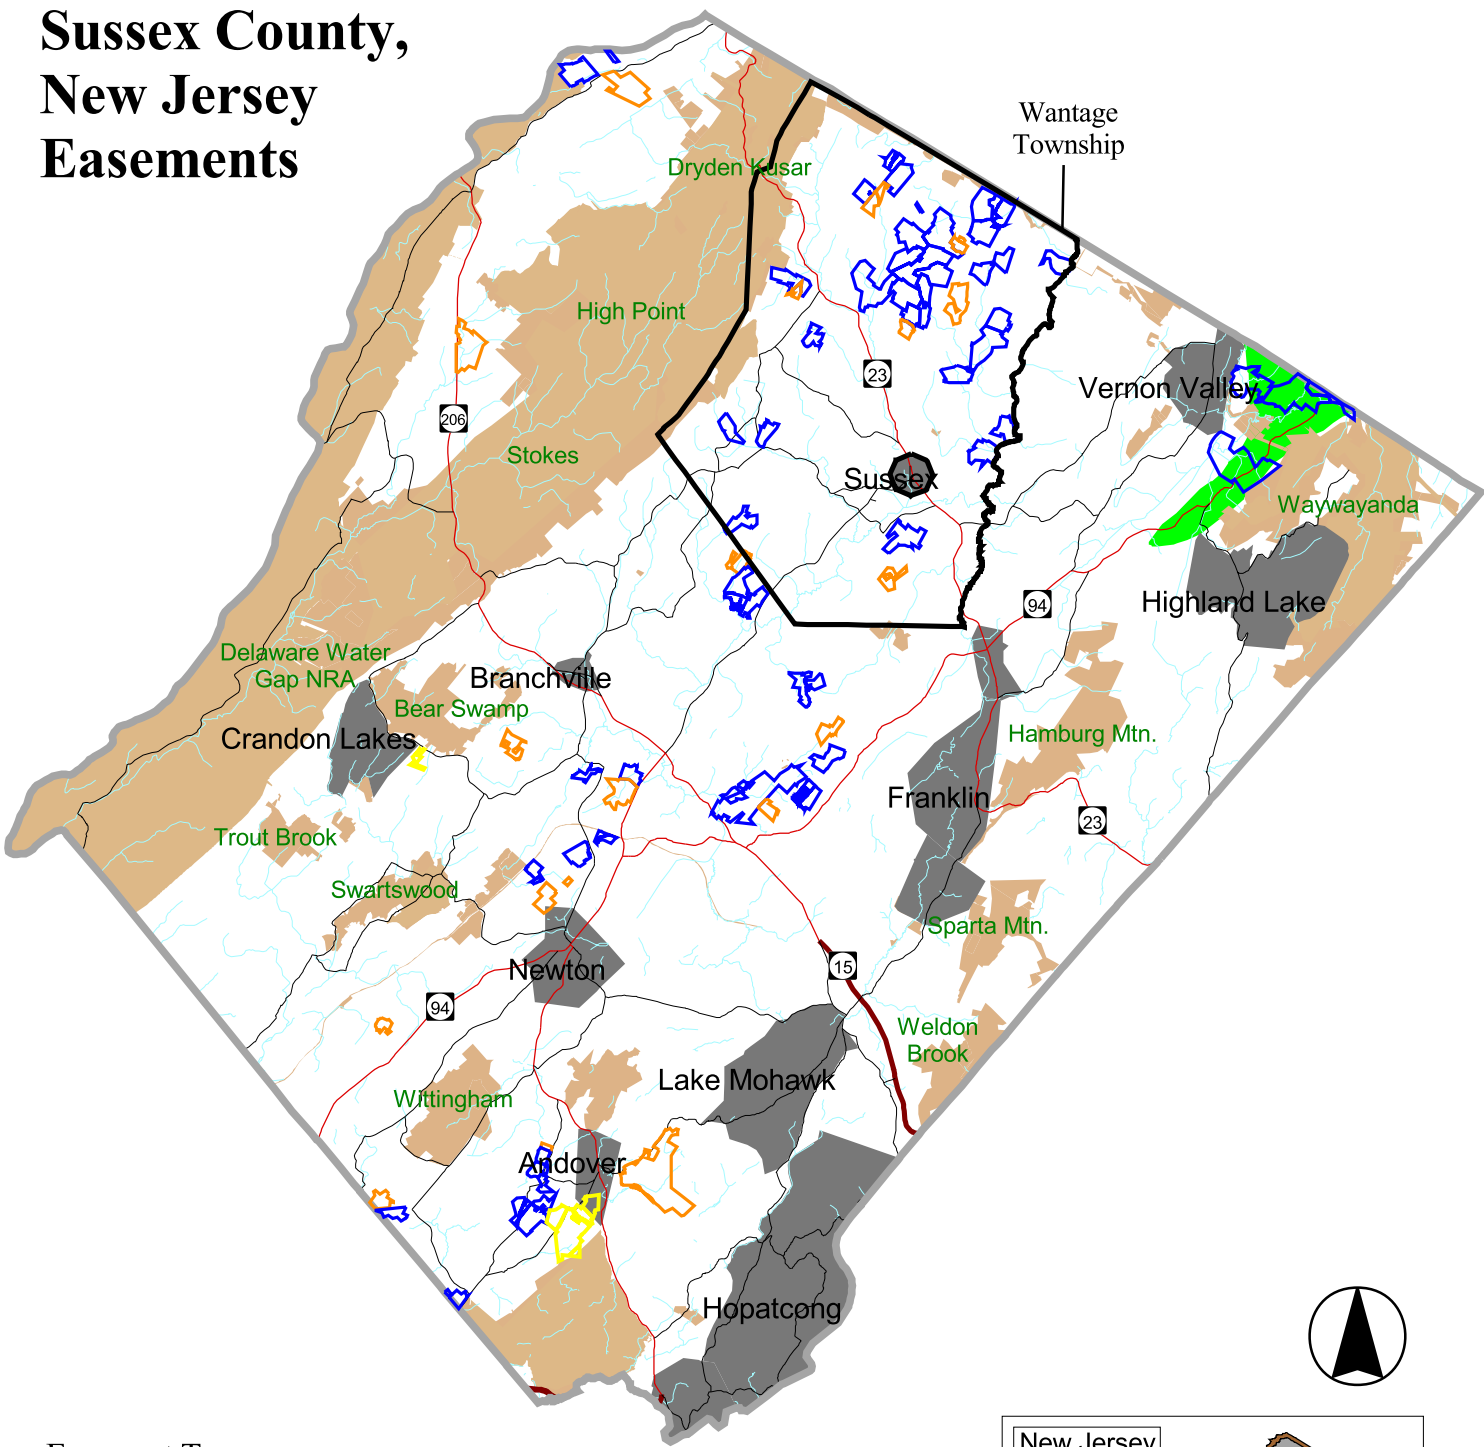 Sussex County,
New Jersey
Easements
Wantage
Township
Dryden Kusar
High Point
23
Vernon Valley
206
Stokes
Sussex
Waywayanda
94
Highland Lake
Delaware Water
Gap NRA
Branchville
Bear Swamp
Crandon Lakes
Hamburg Mtn.
Franklin
23
Trout Brook
Swartswood
Sparta Mtn.
Newton
15
94
Weldon
Brook
Lake Mohawk
Wittingham
Andover
Hopatcong
New Jersey